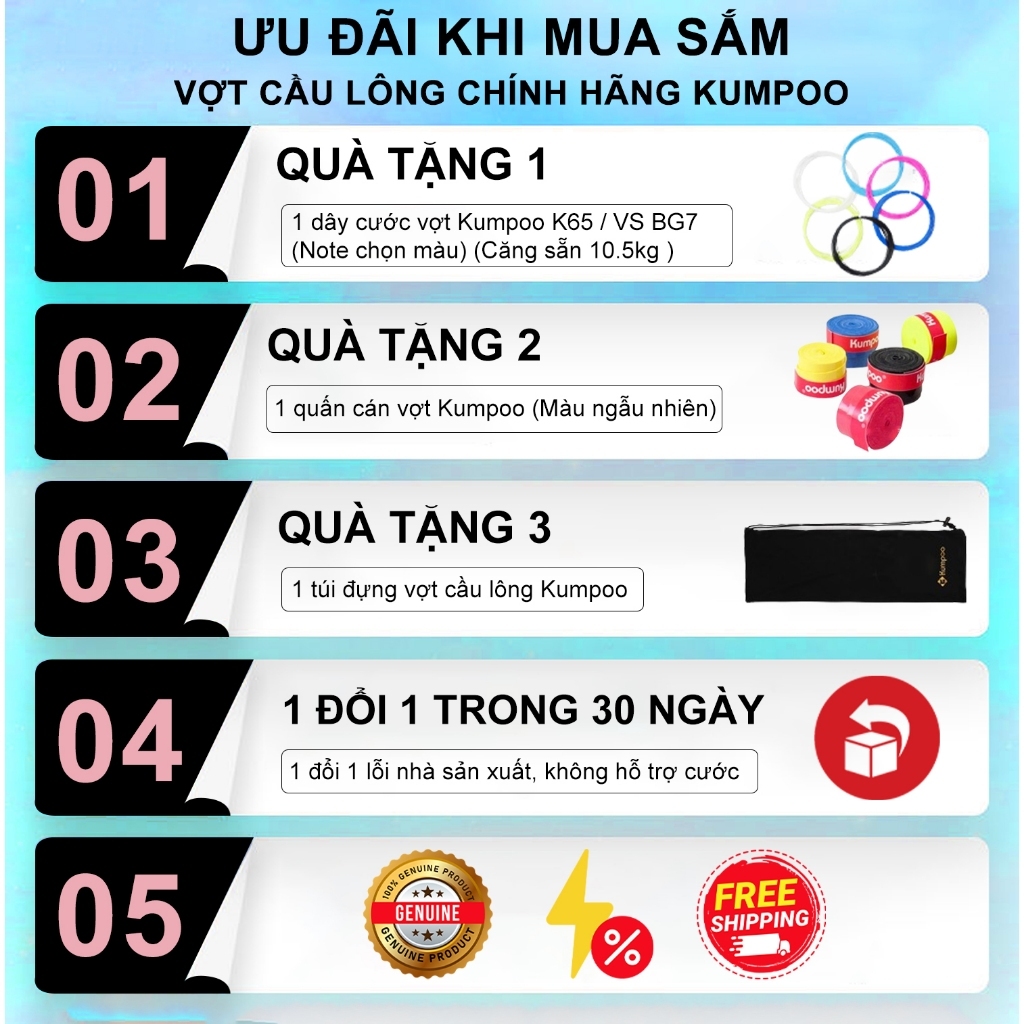 ƯU ĐÃI KHI MUA SẮM
VỢT CẦU LÔNG CHÍNH HÃNG KUMPOO
01
QUÀ TẶNG 1
1 dây cước vợt Kumpoo K65 / VS BG7
(Note chọn màu) (Căng sẵn 10.5kg )
02
QUÀ TẶNG 2
1 quấn cán vợt Kumpoo (Màu ngẫu nhiên)
Kumpoo
03
QUÀ TẶNG 3
1 túi đựng vợt cầu lông Kumpoo
Kumpoo
04
1 ĐỔI 1 TRONG 30 NGÀY
1 đổi 1 lỗi nhà sản xuất, không hỗ trợ cước
05
100% GENUINE PRODUCT
GENUINE
GENUINE PRODUCT
%
FREE
SHIPPING